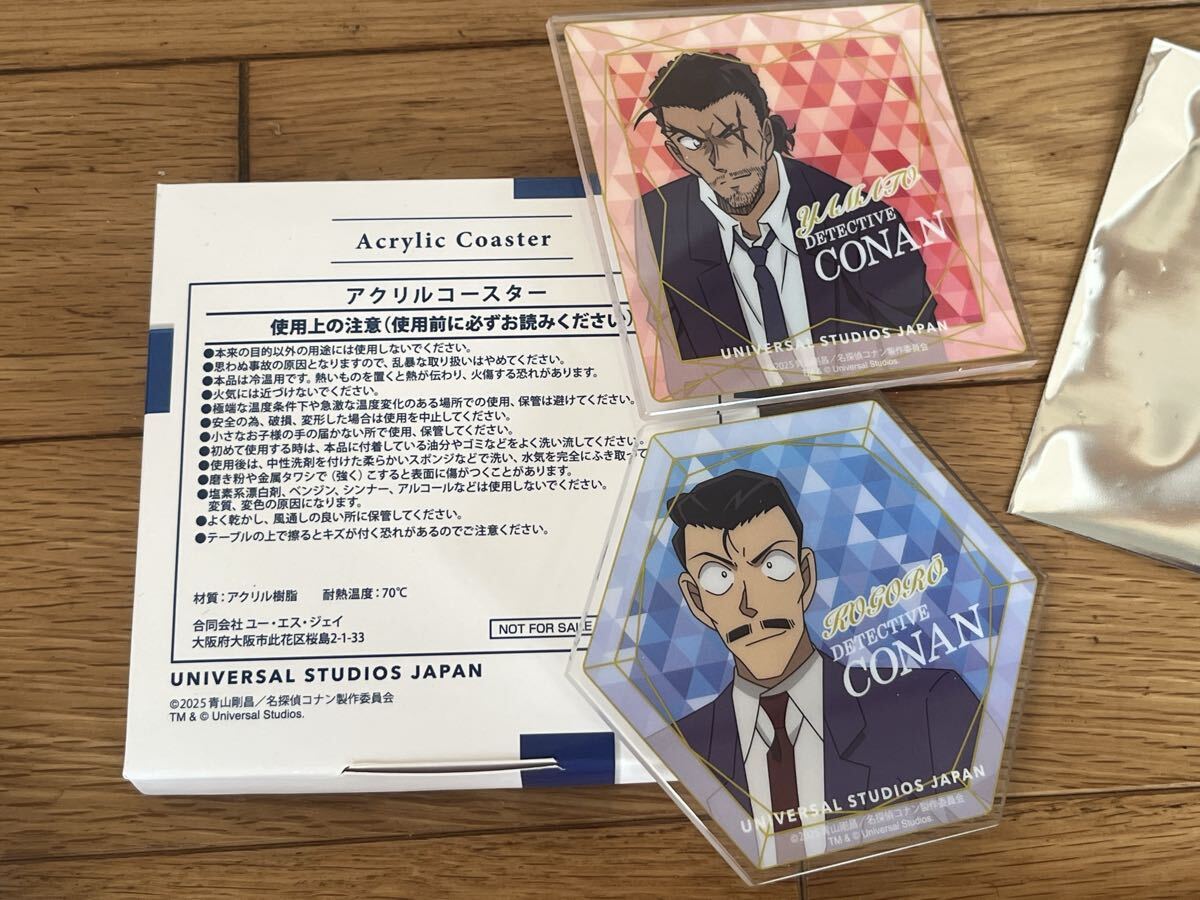 Acrylic Coaster
アクリルコースター
使用上の注意(使用前に必ずお読みください)
●本来の目的以外の用途には使用しないでください。
●思わぬ事故の原因となりますので、乱暴な取り扱いはやめてください。
●本品は冷温用です。熱いものを置くと熱が伝わり、火傷する恐れがあります。
●火気には近づけないでください。
●極端な温度条件下や急激な温度変化のある場所での使用、保管は避けてください。
●安全の為、破損、変形した場合は使用を中止してください。
●小さなお子様の手の届かない所で使用、保管してください。
●初めて使用する時は、本品に付着している油分やゴミなどをよく洗い流してください。
●使用後は、中性洗剤を付けた柔らかいスポンジなどで洗い、水気を完全にふき取って
●磨き粉や金属タワシで(強く)こすると表面に傷がつくことがあります。
●塩素系漂白剤、ベンジン、シンナー、アルコールなどは使用しないでください。
変質、変色の原因になります。
●よく乾かし、風通しの良い所に保管してください。
●テーブルの上で擦るとキズが付く恐れがあるのでご注意ください。
材質:アクリル樹脂 耐熱温度:70℃
合同会社 ユー・エス・ジェイ
大阪府大阪市此花区桜島2-1-33
NOT FOR SALE
UNIVERSAL STUDIOS JAPAN
©2025 青山剛昌/名探偵コナン製作委員会
TM & © Universal Studios.
YAMATO
DETECTIVE
CONAN
UNIVERSAL STUDIOS JAPAN
©2025 青山剛昌/名探偵コナン製作委員会
TM & © Universal Studios.
KOGORŌ
DETECTIVE
CONAN
UNIVERSAL STUDIOS JAPAN
©2025 青山剛昌/名探偵コナン製作委員会
TM & © Universal Studios.